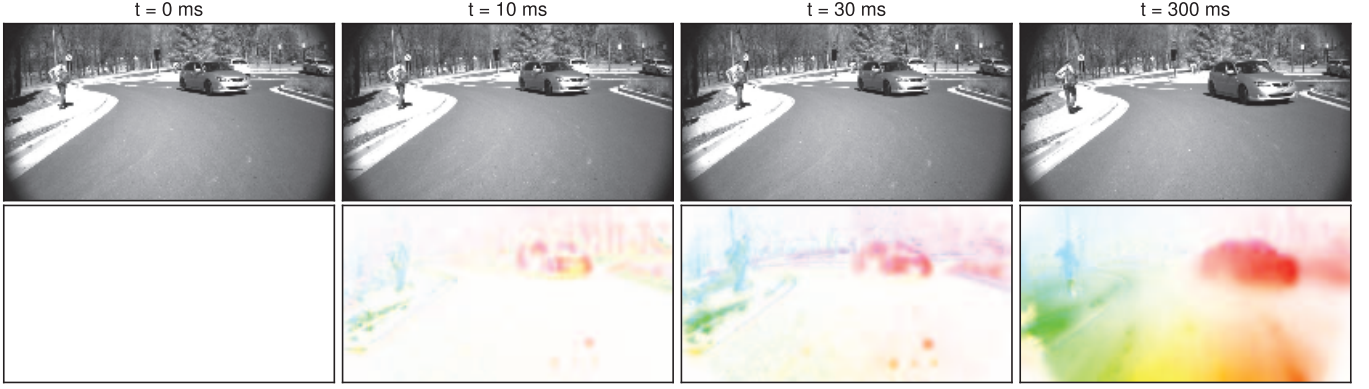 t = 0 ms
t = 10 ms
t = 30 ms
t = 300 ms